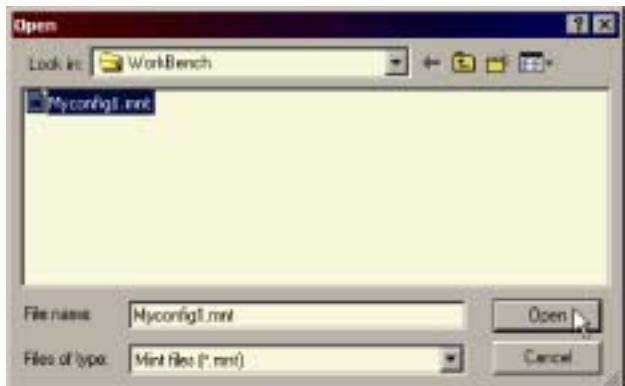 Open
Look in: WorkBench
Myconfig1.mnt
File name: Myconfig1.mnt Open
Files of type: Mint files (*.mnt) Cancel